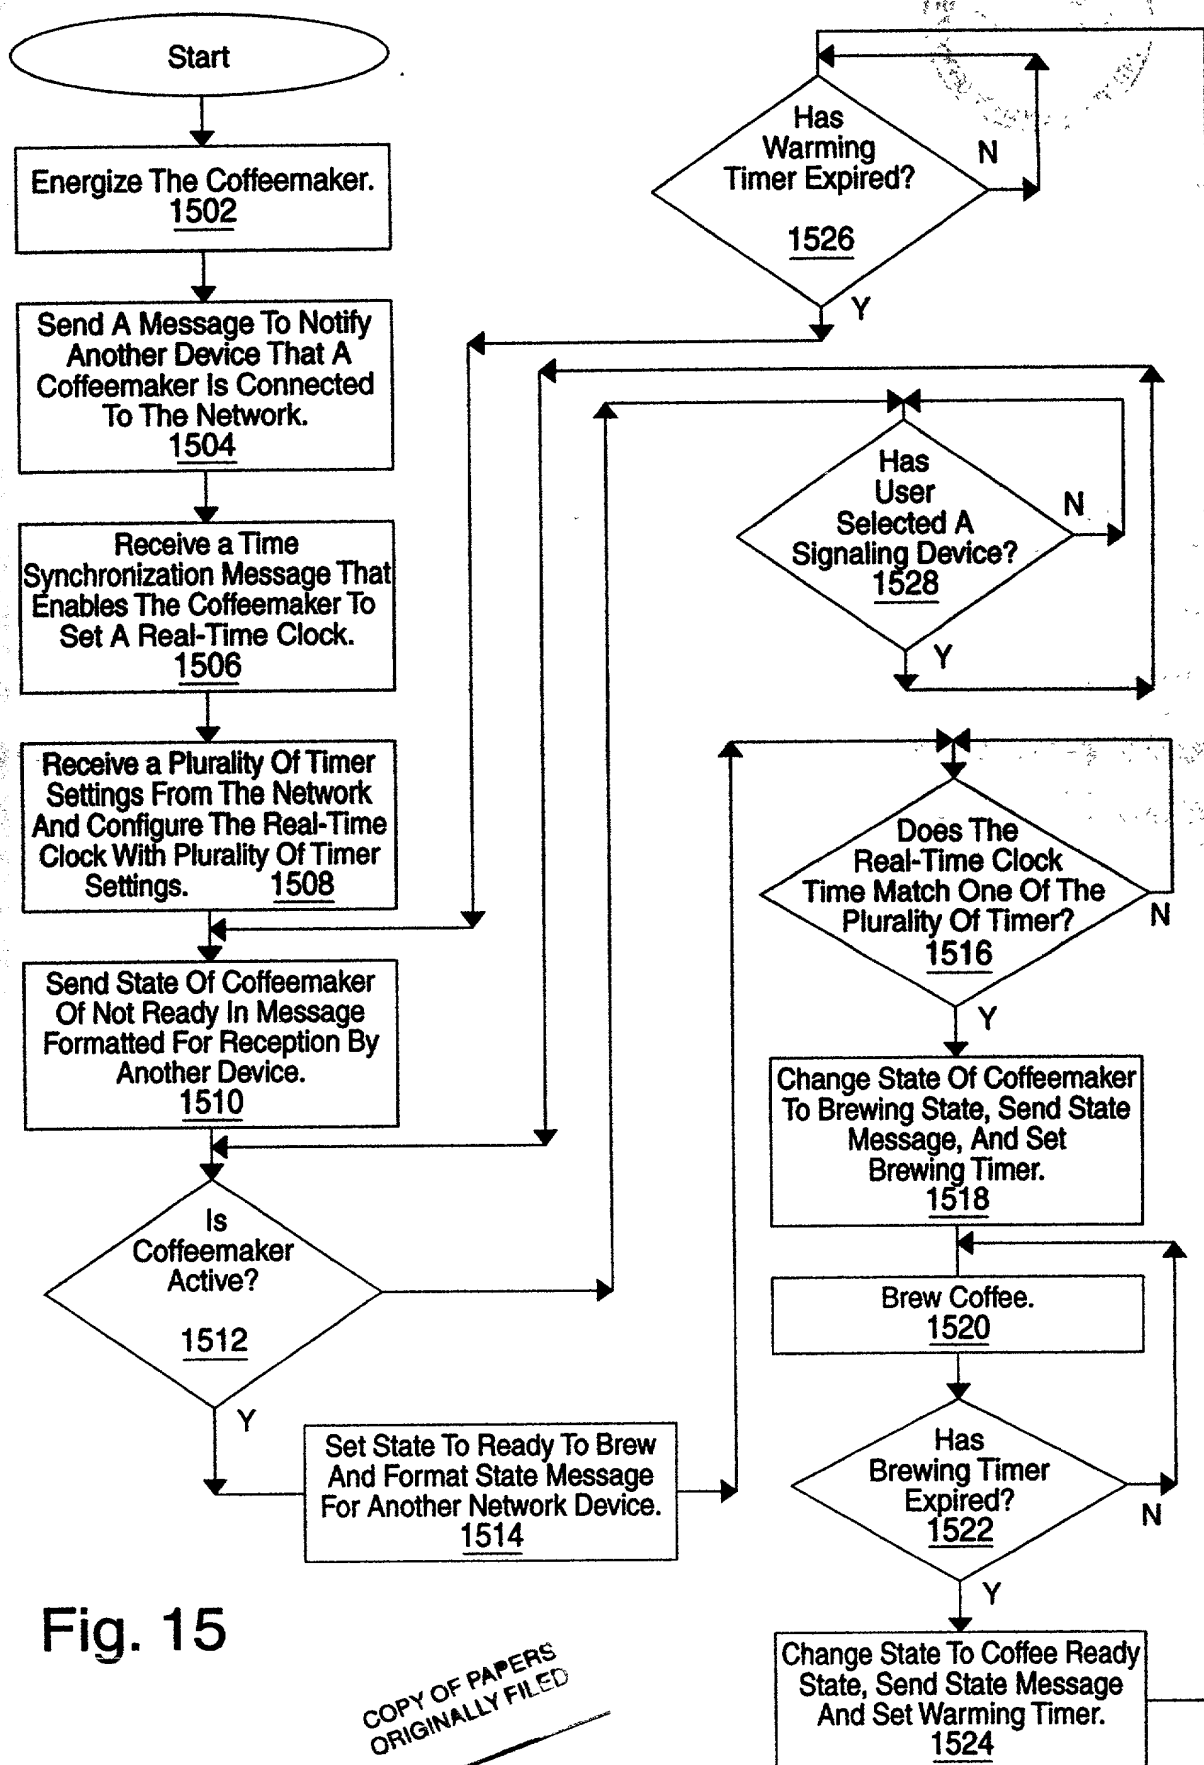 Start
Energize The Coffeemaker.
1502
Send A Message To Notify
Another Device That A
Coffeemaker Is Connected
To The Network.
1504
Receive a Time
Synchronization Message That
Enables The Coffeemaker To
Set A Real-Time Clock.
1506
Receive a Plurality Of Timer
Settings From The Network
And Configure The Real-Time
Clock With Plurality Of Timer
Settings. 1508
Send State Of Coffeemaker
Of Not Ready In Message
Formatted For Reception By
Another Device.
1510
Is
Coffeemaker
Active?
1512
Y
Set State To Ready To Brew
And Format State Message
For Another Network Device.
1514
Has
Warming
Timer Expired?
1526
N
Y
Has
User
Selected A
Signaling Device?
1528
N
Y
Does The
Real-Time Clock
Time Match One Of The
Plurality Of Timer?
1516
N
Y
Change State Of Coffeemaker
To Brewing State, Send State
Message, And Set
Brewing Timer.
1518
Brew Coffee.
1520
Has
Brewing Timer
Expired?
1522
N
Y
Change State To Coffee Ready
State, Send State Message
And Set Warming Timer.
1524
Fig. 15
COPY OF PAPERS
ORIGINALLY FILED